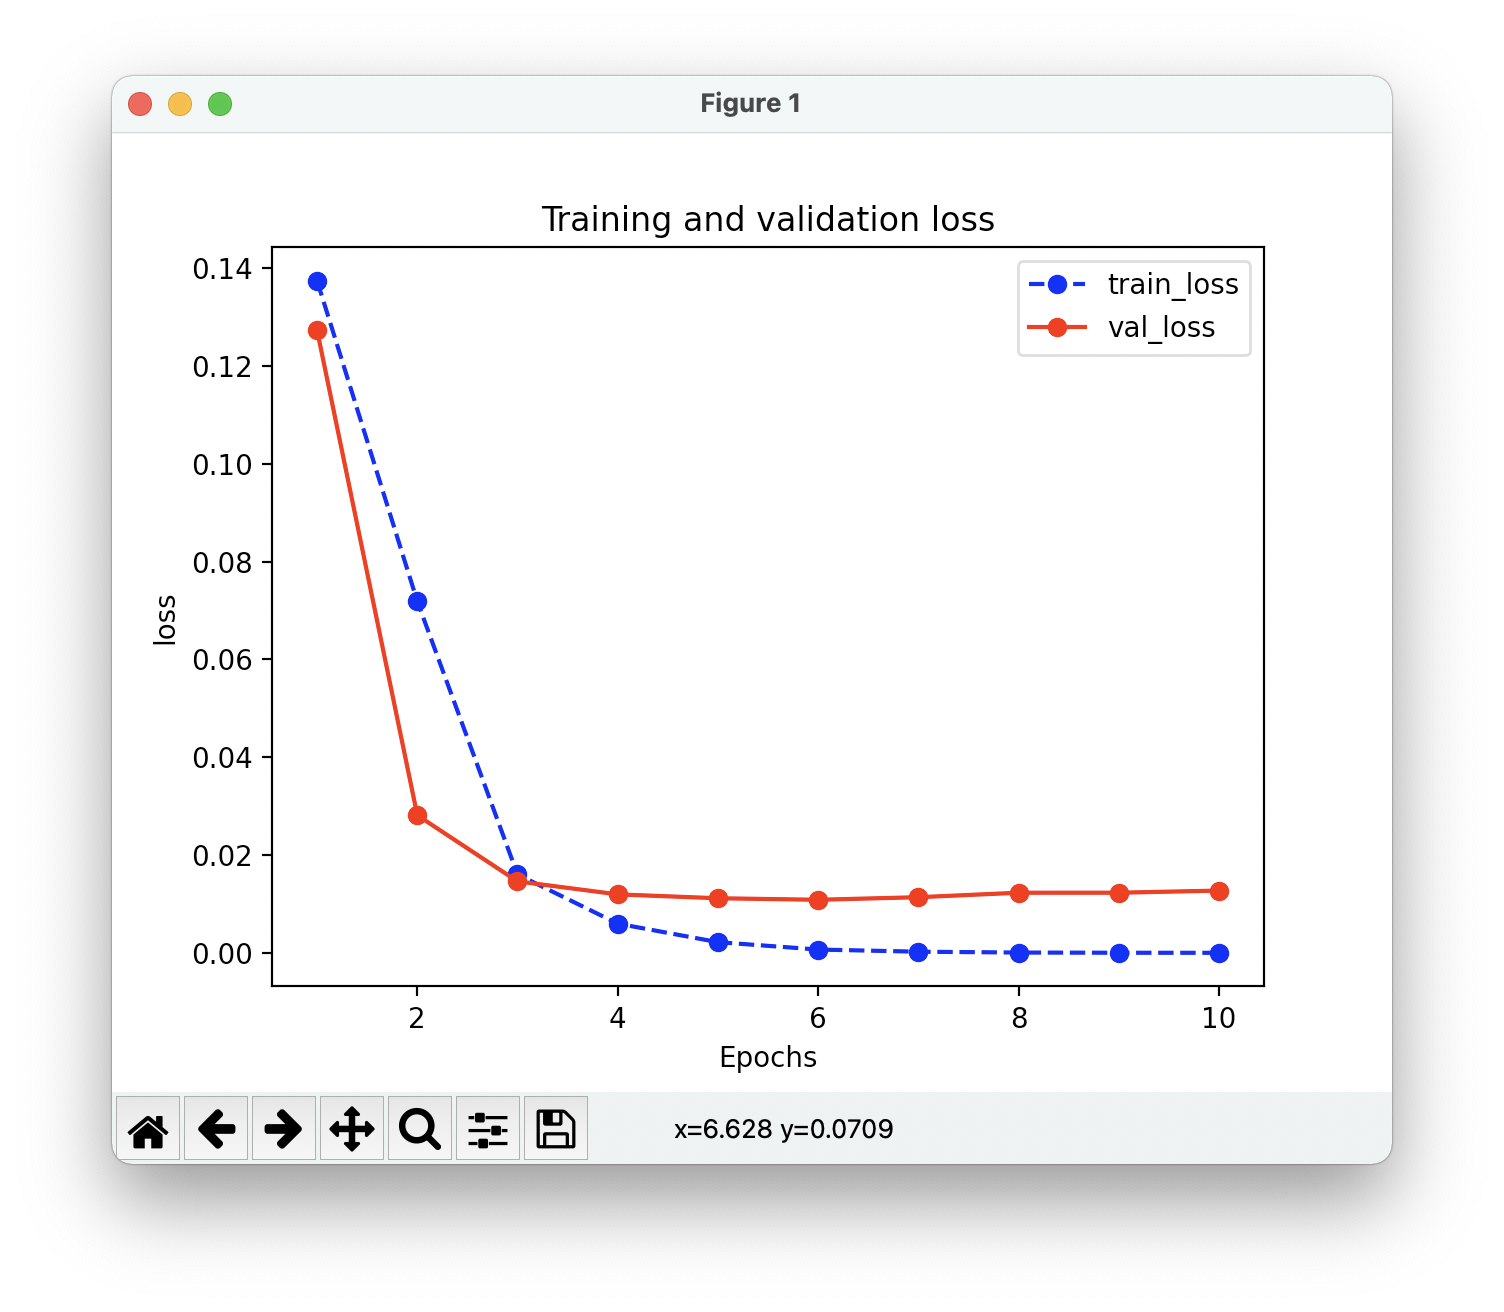 Figure 1
Training and validation loss
train_loss
val_loss
0.14
0.12
0.10
0.08
0.06
0.04
0.02
0.00
loss
2 4 6 8 10
Epochs
x=6.628 y=0.0709